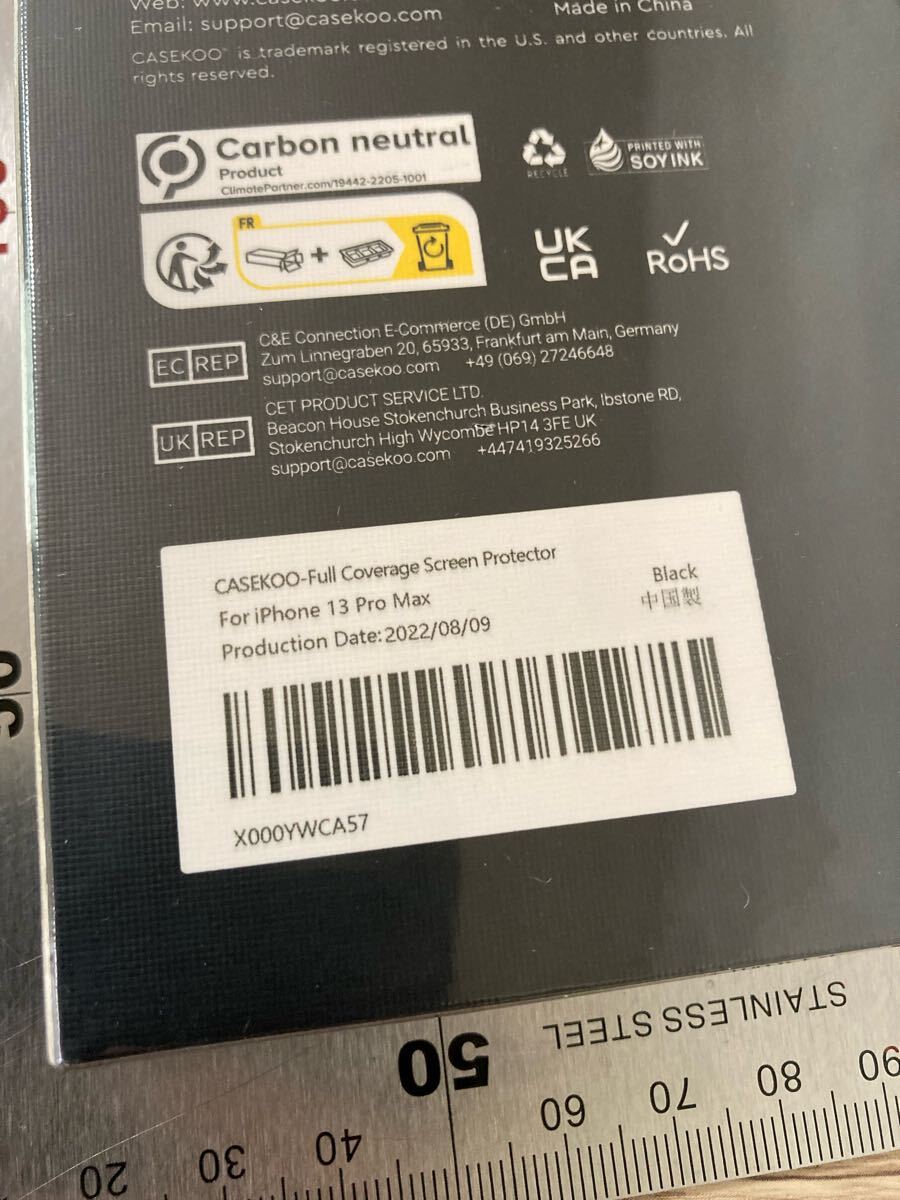 Web: www.casekoo.
Email: support@casekoo.com
Made in China
CASEKOO™ is trademark registered in the U.S. and other countries. All
rights reserved.
Carbon neutral
Product
ClimatePartner.com/19442-2205-1001
RECYCLE
PRINTED WITH
SOY INK
FR
UK
CA
RoHS
EC REP
C&E Connection E-Commerce (DE) GmbH
Zum Linnegraben 20, 65933, Frankfurt am Main, Germany
support@casekoo.com +49 (069) 27246648
UK REP
CET PRODUCT SERVICE LTD.
Beacon House Stokenchurch Business Park, Ibstone RD,
Stokenchurch High Wycombe HP14 3FE UK
support@casekoo.com +447419325266
CASEKOO-Full Coverage Screen Protector
For iPhone 13 Pro Max
Black
Production Date:2022/08/09
中国製
X000YWCA57
STAINLESS STEEL
50
20 30 40 60 70 80 90